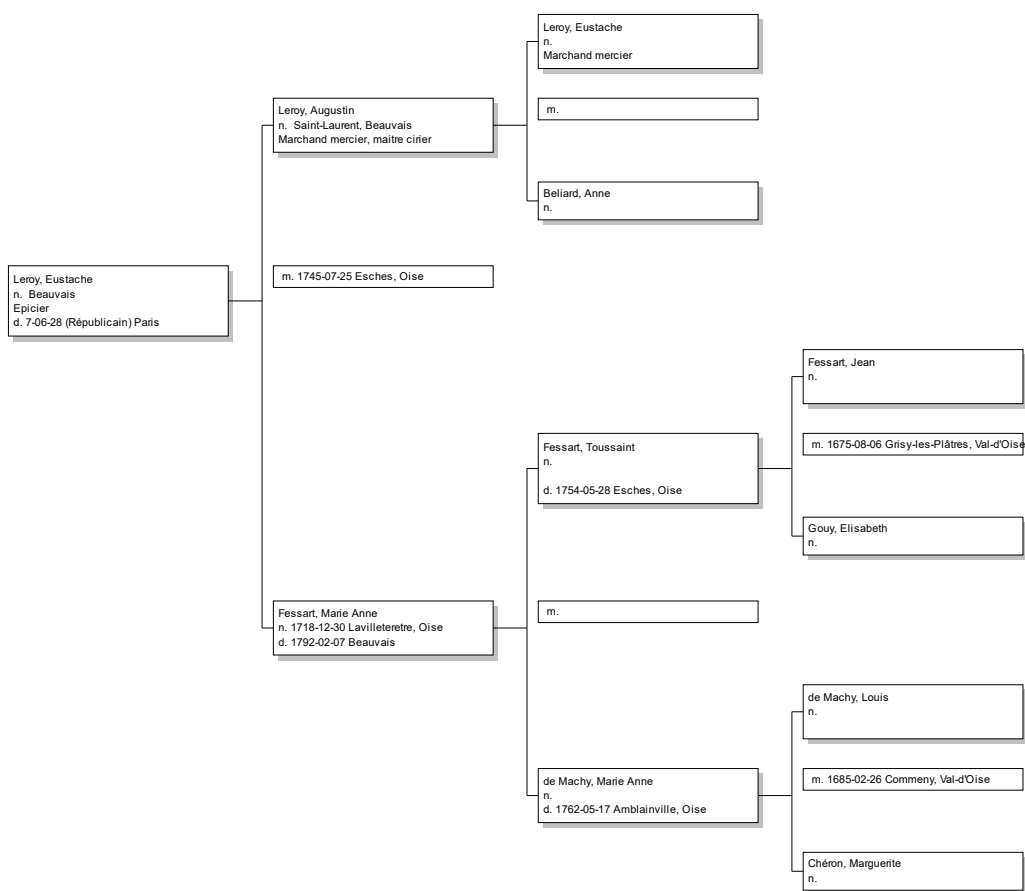 Leroy, Eustache
n.
Marchand mercier
Leroy, Augustin
n.  Saint-Laurent, Beauvais
Marchand mercier, maitre cirier
m.
Beliard, Anne
n.
Leroy, Eustache
n.  Beauvais
Epicier
d. 7-06-28 (Républicain) Paris
m. 1745-07-25 Esches, Oise
Fessart, Jean
n.
Fessart, Toussaint
n.
d. 1754-05-28 Esches, Oise
m. 1675-08-06 Grisy-les-Plâtres, Val-d'Oise
Gouy, Elisabeth
n.
Fessart, Marie Anne
n. 1718-12-30 Lavilleteretre, Oise
d. 1792-02-07 Beauvais
m.
de Machy, Louis
n.
de Machy, Marie Anne
n.
d. 1762-05-17 Amblainville, Oise
m. 1685-02-26 Commeny, Val-d'Oise
Chéron, Marguerite
n.